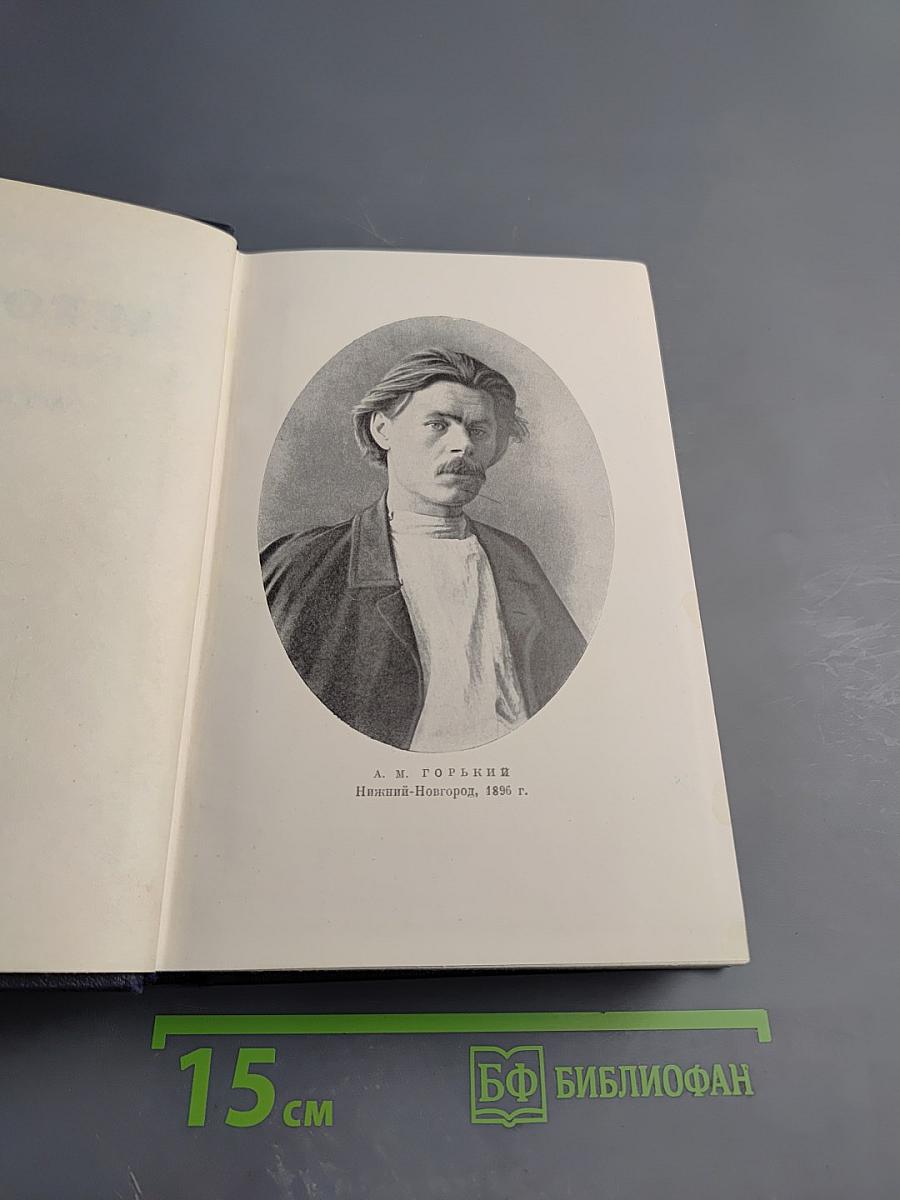 А. М. ГОРЬКИЙ
Нижний-Новгород, 1896 г.
15 см
БФ БИБЛИОФАН